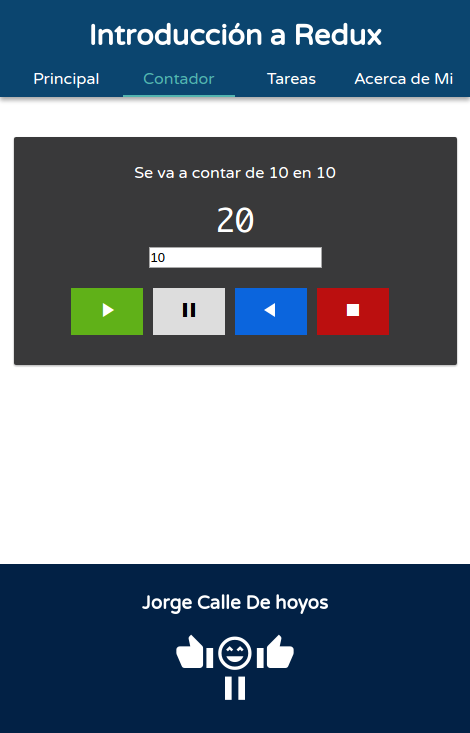 Introducción a Redux
Principal Contador Tareas Acerca de Mi
Se va a contar de 10 en 10
20
10
Jorge Calle De hoyos